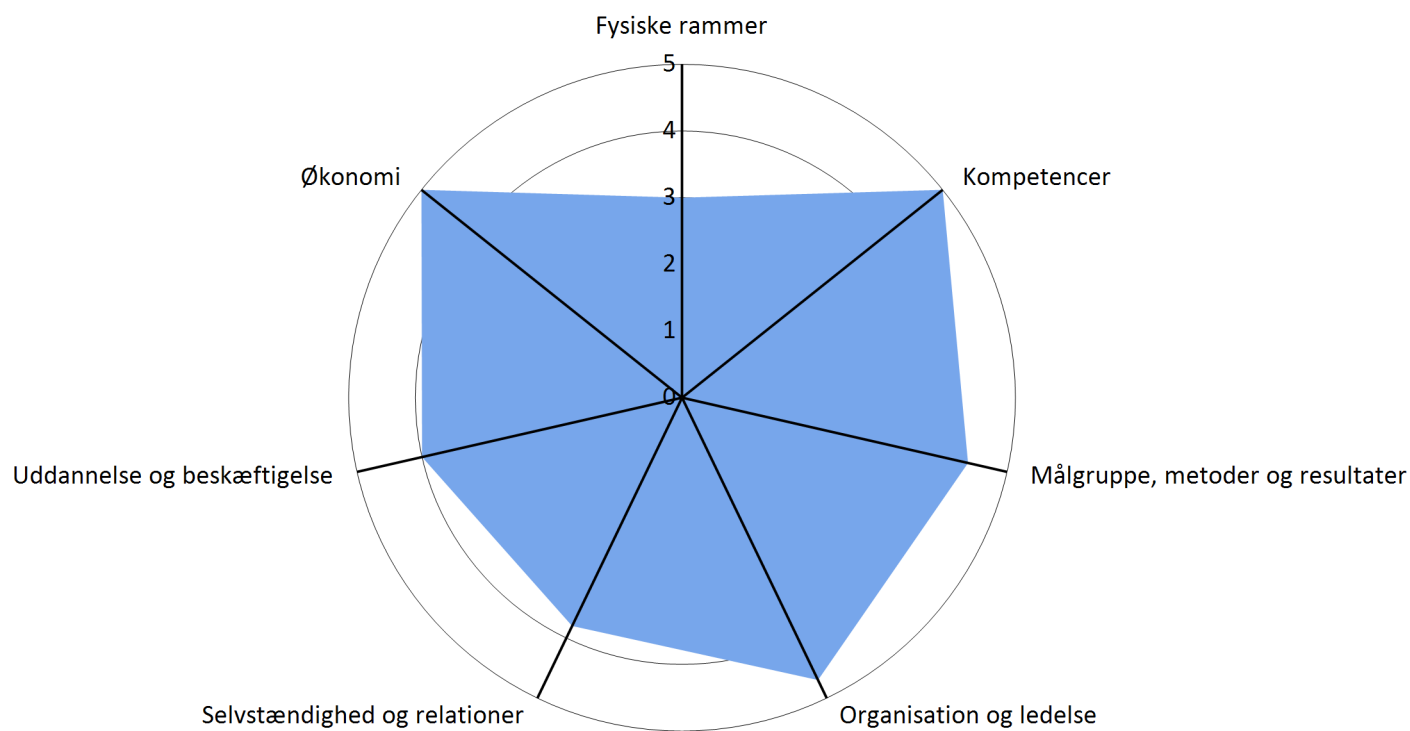 Fysiske rammer
5
4
Økonomi
Kompetencer
3
2
1
0
Uddannelse og beskæftigelse
Målgruppe, metoder og resultater
Selvstændighed og relationer
Organisation og ledelse